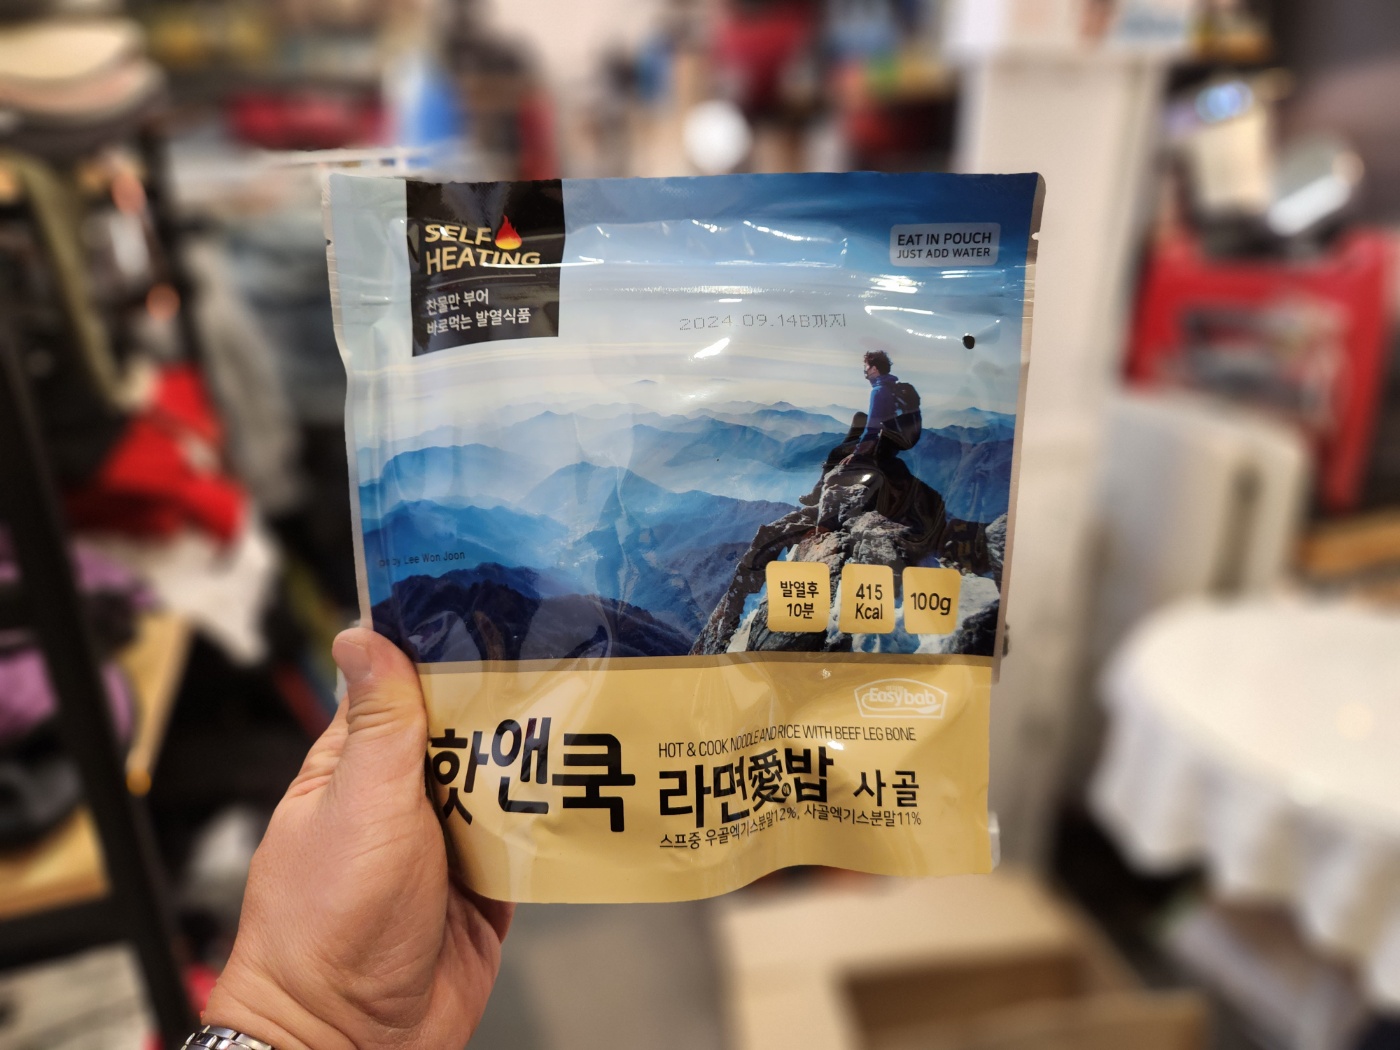 SELF
HEATING
찬물만 부어
바로먹는 발열식품
EAT IN POUCH
JUST ADD WATER
2024.09.14B까지
by Lee Won Joon
발열후
10분
415
Kcal
100g
Easybab
핫앤쿡
HOT & COOK NOODLE AND RICE WITH BEEF LEG BONE
라면愛밥 사골
스프중 우골엑기스분말12%, 사골엑기스분말11%